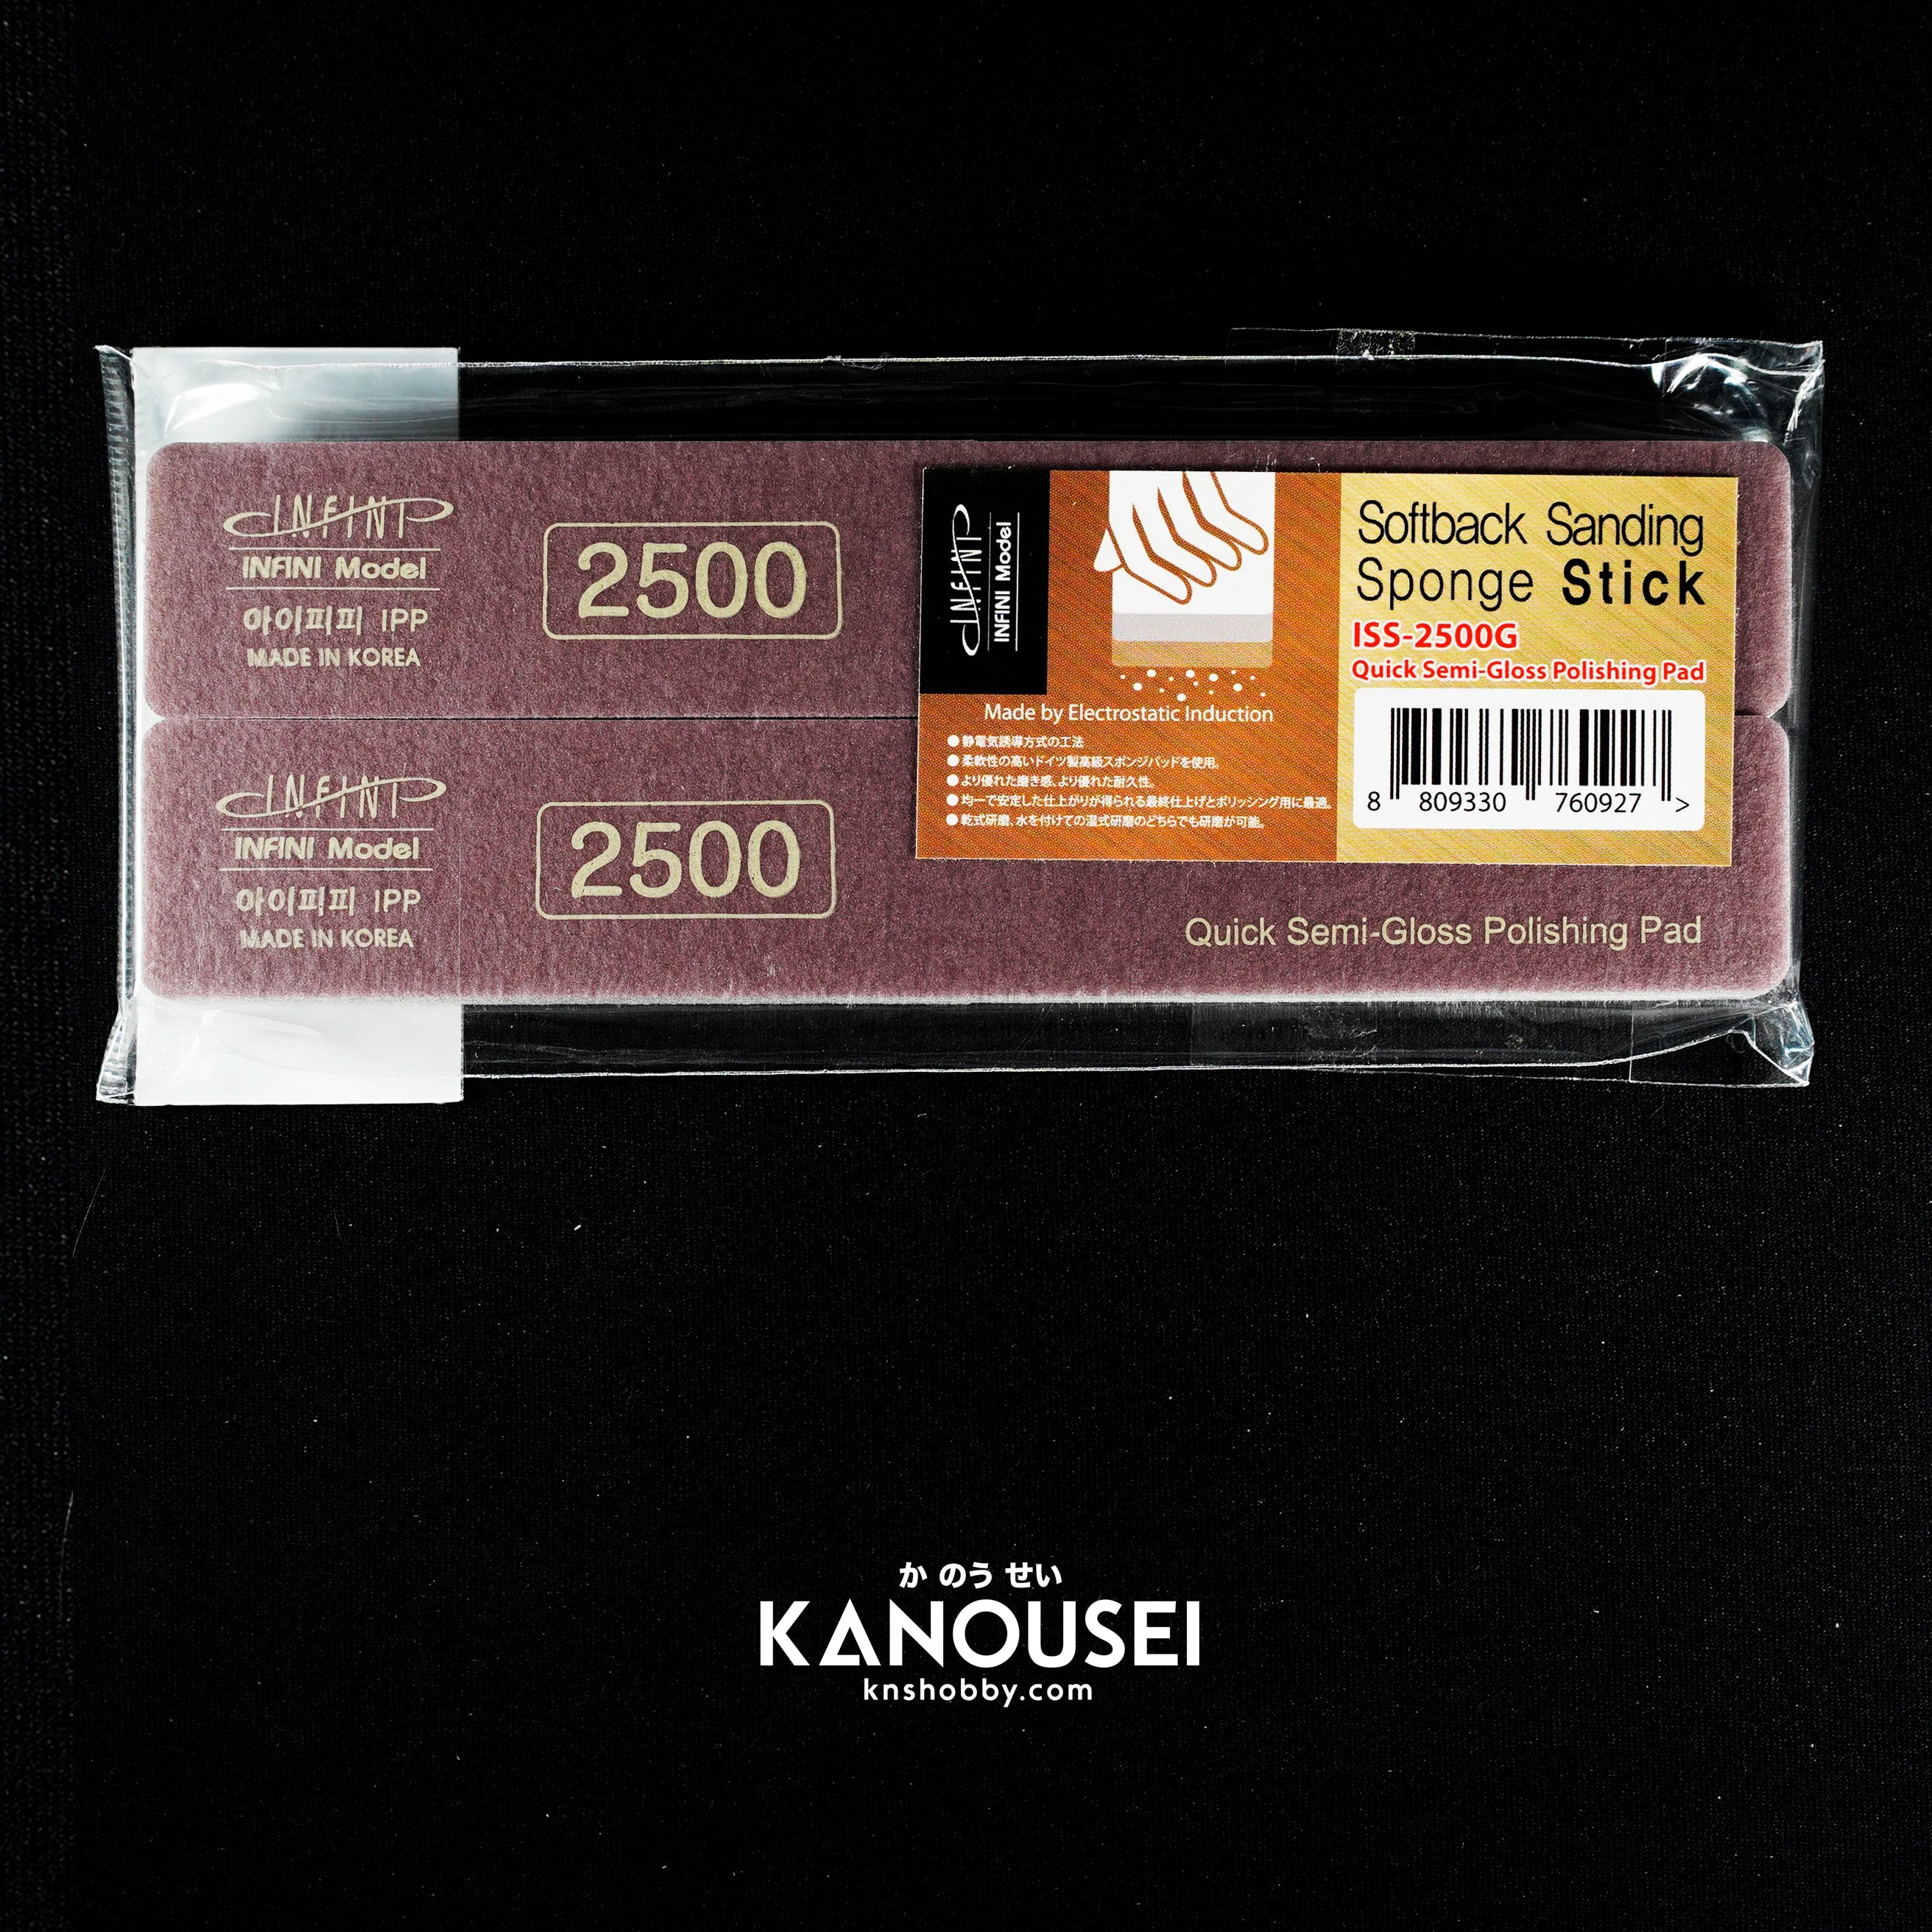 INFINI
INFINI Model
아이피피 IPP
MADE IN KOREA
2500
INFINI
INFINI Model
Made by Electrostatic Induction
●静電気誘導方式の工法
●柔軟性の高いドイツ製高級スポンジパッドを使用。
●より優れた磨き感、より優れた耐久性。
●均一で安定した仕上がりが得られる最終仕上げとポリッシング用に最適。
●乾式研磨、水を付けての湿式研磨のどちらでも研磨が可能。
Softback Sanding
Sponge Stick
ISS-2500G
Quick Semi-Gloss Polishing Pad
8 809330 760927 >
INFINI
INFINI Model
아이피피 IPP
MADE IN KOREA
2500
Quick Semi-Gloss Polishing Pad
か のう せい
KANOUSEI
knshobby.com